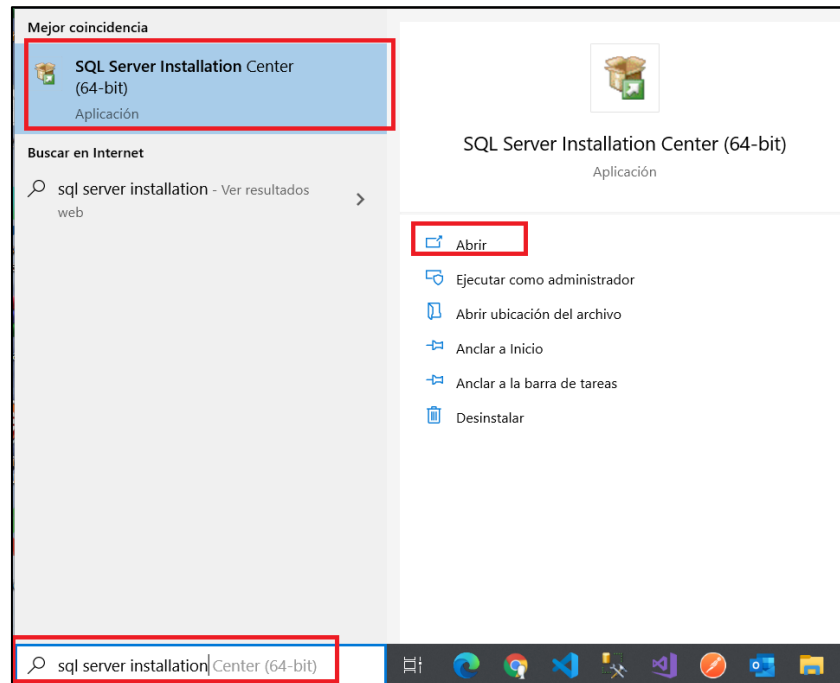 Mejor coincidencia
SQL Server Installation Center
(64-bit)
Aplicación
Buscar en Internet
sql server installation - Ver resultados
web
SQL Server Installation Center (64-bit)
Aplicación
Abrir
Ejecutar como administrador
Abrir ubicación del archivo
Anclar a Inicio
Anclar a la barra de tareas
Desinstalar
sql server installation Center (64-bit)